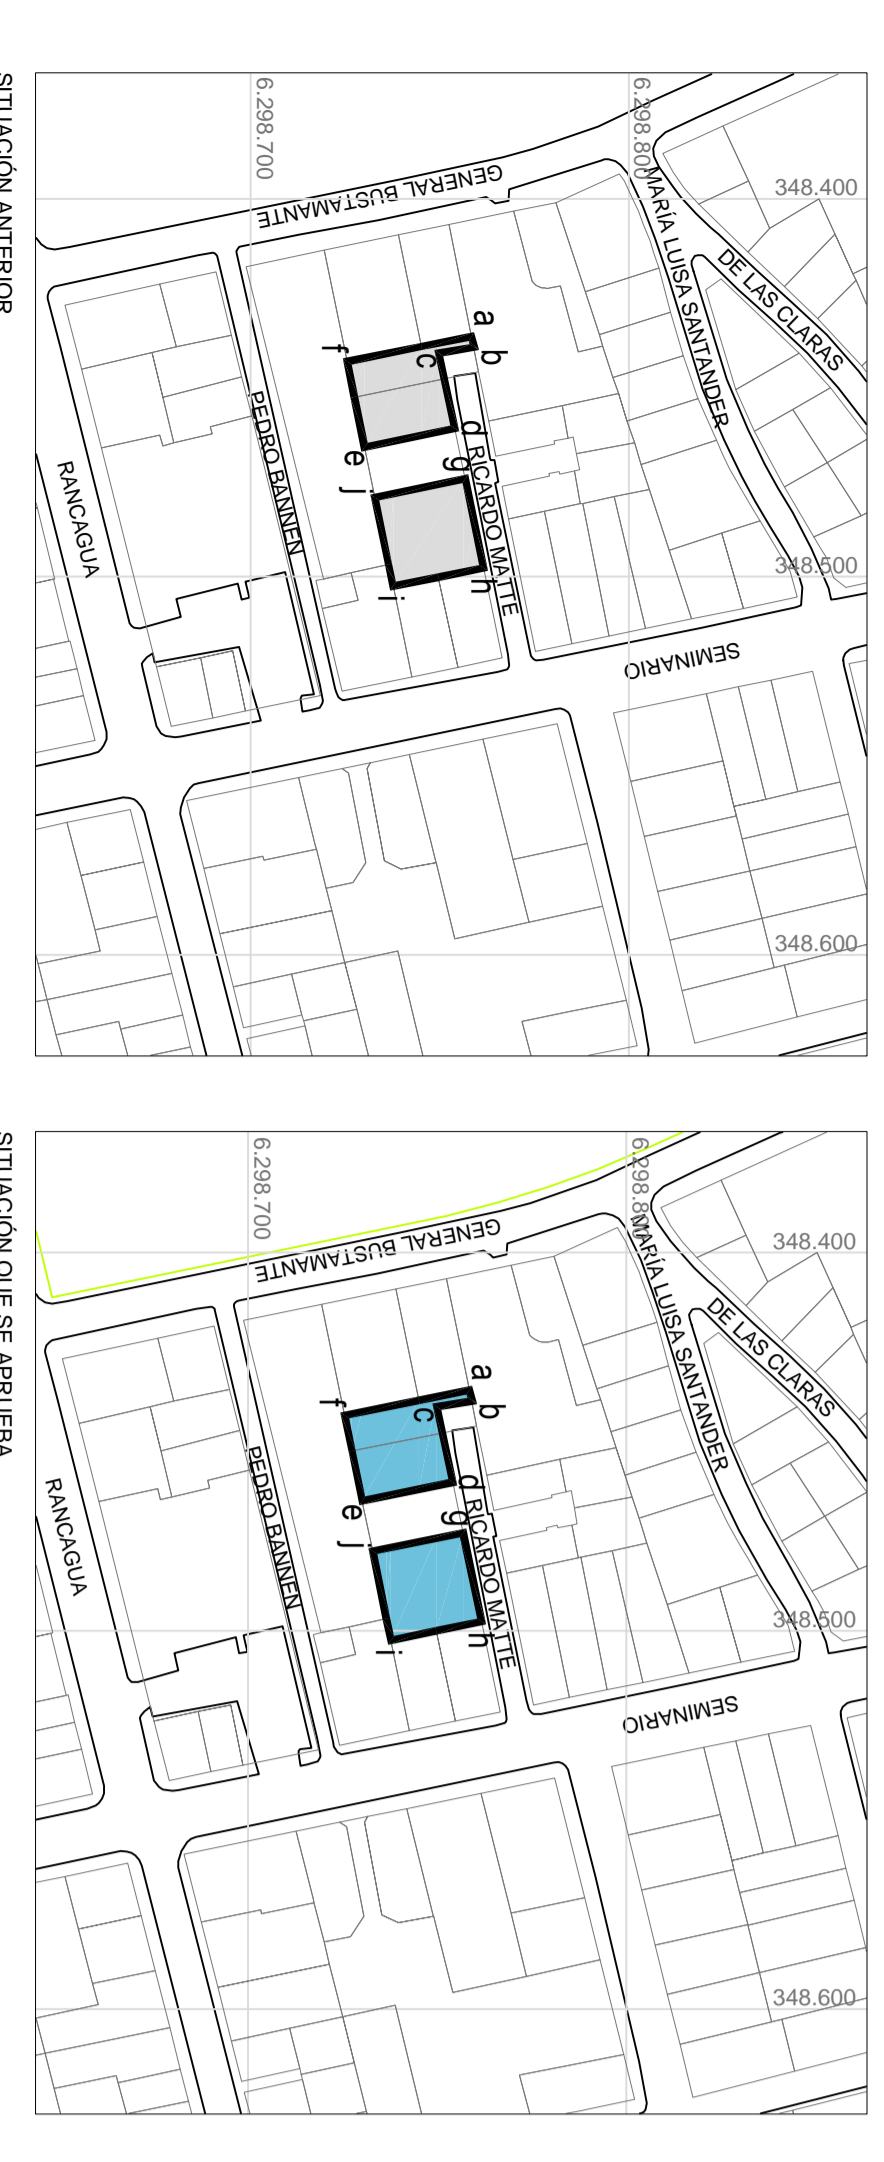 SITUACIÓN ANTERIOR
6.298.700
6.298.800
348.400
348.500
348.600
GENERAL BUSTAMANTE
MARÍA LUISA SANTANDER
DE LAS CLARAS
PEDRO BANNEN
RANCAGUA
RICARDO MATTE
SEMINARIO
a
b
c
d
e
f
g
h
i
j
SITUACIÓN QUE SE APRUEBA
6.298.700
6.298.800
348.400
348.500
348.600
GENERAL BUSTAMANTE
MARÍA LUISA SANTANDER
DE LAS CLARAS
PEDRO BANNEN
RANCAGUA
RICARDO MATTE
SEMINARIO
a
b
c
d
e
f
g
h
i
j